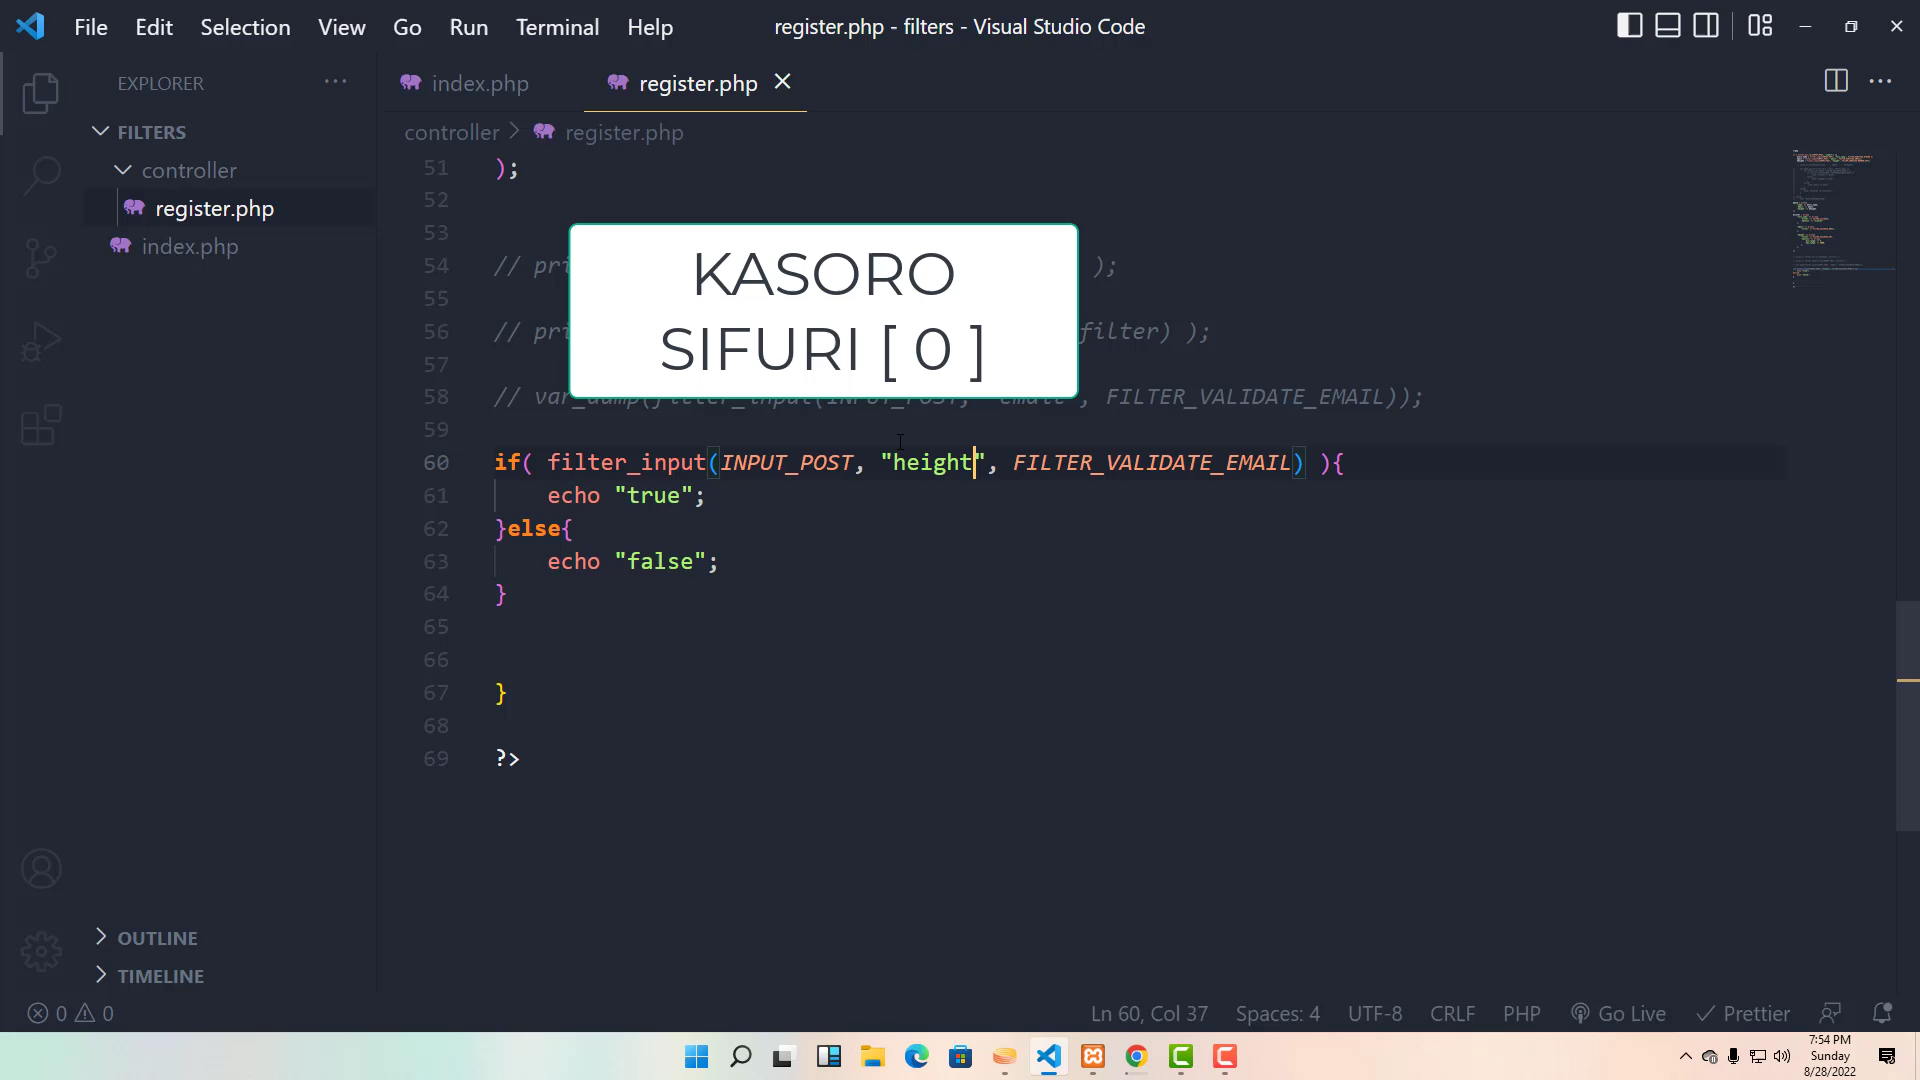 File Edit Selection View Go Run Terminal Help
register.php - filters - Visual Studio Code
EXPLORER
FILTERS
controller
register.php
index.php
OUTLINE
TIMELINE
index.php
register.php
controller register.php
51 );
52
53
54 // pri );
55
56 // pri filter) );
57
58 // , FILTER_VALIDATE_EMAIL));
KASORO
SIFURI [ 0 ]
59
60 if( filter_input(INPUT_POST, "height", FILTER_VALIDATE_EMAIL) ){
61 echo "true";
62 }else{
63 echo "false";
64 }
65
66
67 }
68
69 ?>
0 0
Ln 60, Col 37 Spaces: 4 UTF-8 CRLF PHP Go Live Prettier
7:54 PM
Sunday
8/28/2022